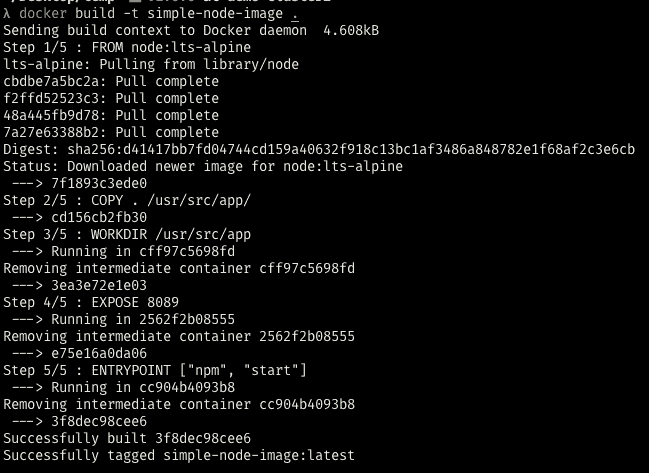 λ docker build -t simple-node-image .
Sending build context to Docker daemon  4.608kB
Step 1/5 : FROM node:lts-alpine
lts-alpine: Pulling from library/node
cbdbe7a5bc2a: Pull complete
f2ffd52523c3: Pull complete
48a445fb9d78: Pull complete
7a27e63388b2: Pull complete
Digest: sha256:d41417bb7fd04744cd159a40632f918c13bc1af3486a848782e1f68af2c3e6cb
Status: Downloaded newer image for node:lts-alpine
 ---> 7f1893c3ede0
Step 2/5 : COPY . /usr/src/app/
 ---> cd156cb2fb30
Step 3/5 : WORKDIR /usr/src/app
 ---> Running in cff97c5698fd
Removing intermediate container cff97c5698fd
 ---> 3ea3e72e1e03
Step 4/5 : EXPOSE 8089
 ---> Running in 2562f2b08555
Removing intermediate container 2562f2b08555
 ---> e75e16a0da06
Step 5/5 : ENTRYPOINT ["npm", "start"]
 ---> Running in cc904b4093b8
Removing intermediate container cc904b4093b8
 ---> 3f8dec98cee6
Successfully built 3f8dec98cee6
Successfully tagged simple-node-image:latest